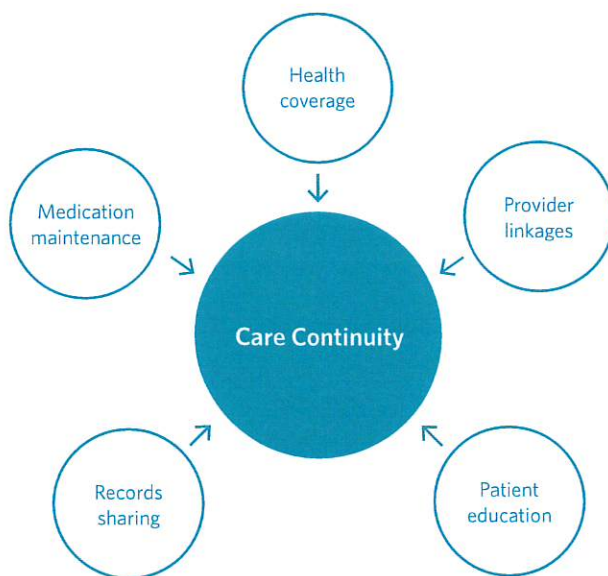 Health
coverage
Medication
maintenance
Provider
linkages
Care Continuity
Records
sharing
Patient
education